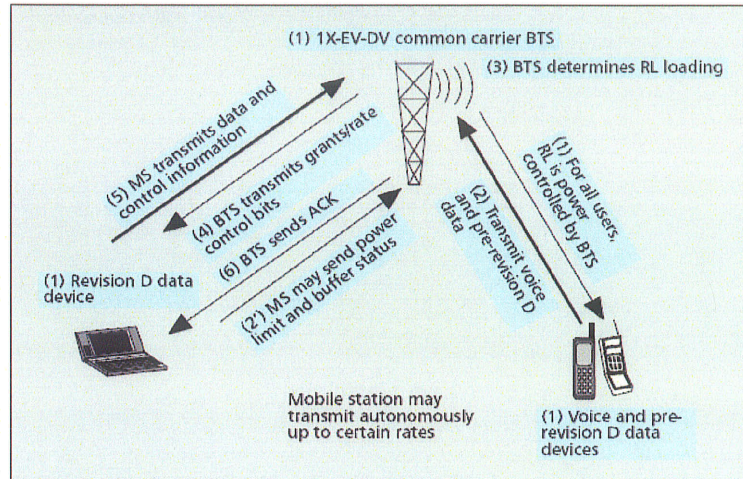 (1) 1X-EV-DV common carrier BTS
(3) BTS determines RL loading
(5) MS transmits data and
control information
(4) BTS transmits grants/rate
control bits
(6) BTS sends ACK
(2') MS may send power
limit and buffer status
(1) For all users,
RL is power
controlled by BTS
(2) Transmit voice
and pre-revision D
data
(1) Revision D data
device
Mobile station may
transmit autonomously
up to certain rates
(1) Voice and pre-
revision D data
devices